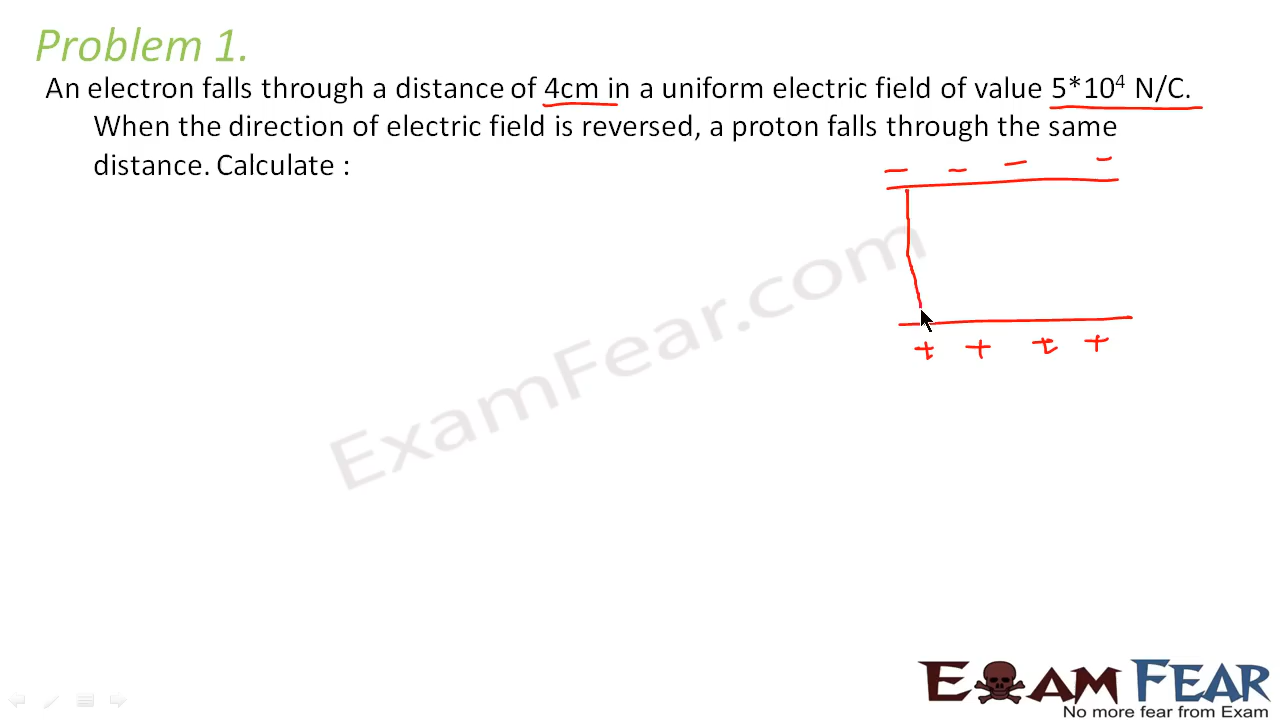 Problem 1.
An electron falls through a distance of 4cm in a uniform electric field of value 5*10⁴ N/C.
When the direction of electric field is reversed, a proton falls through the same
distance. Calculate :
− − − −
+ + + +
ExamFear.com
EXAM FEAR
No more fear from Exam